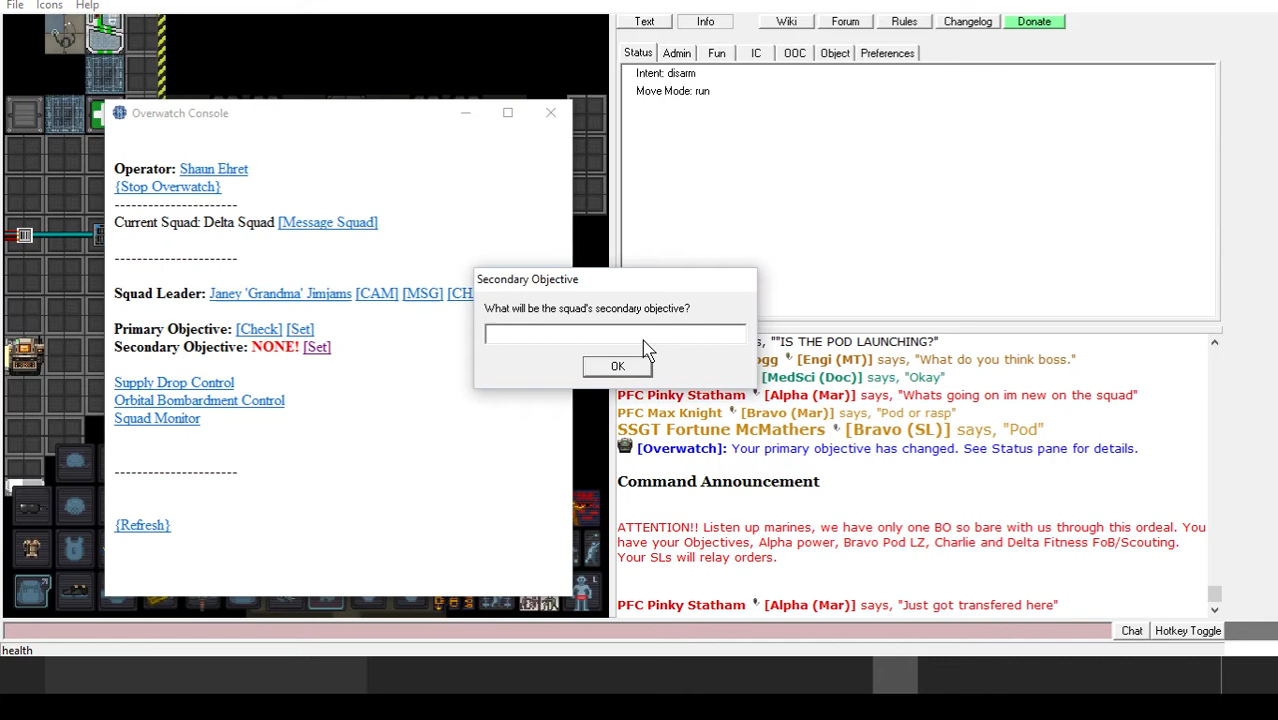 File Icons Help
Text Info Wiki Forum Rules Changelog Donate
Status Admin Fun IC OOC Object Preferences
Intent: disarm
Move Mode: run
Overwatch Console
Operator: Shaun Ehret
{Stop Overwatch}
----------------------
Current Squad: Delta Squad [Message Squad]
----------------------
Squad Leader: Janey 'Grandma' Jimjams [CAM] [MSG] [CH
Primary Objective: [Check] [Set]
Secondary Objective: NONE! [Set]
Supply Drop Control
Orbital Bombardment Control
Squad Monitor
----------------------
{Refresh}
Secondary Objective
What will be the squad's secondary objective?
OK
s, ""IS THE POD LAUNCHING?"
ogg [Engi (MT)] says, "What do you think boss."
[MedSci (Doc)] says, "Okay"
PFC Pinky Statham [Alpha (Mar)] says, "Whats going on im new on the squad"
PFC Max Knight [Bravo (Mar)] says, "Pod or rasp"
SSGT Fortune McMathers [Bravo (SL)] says, "Pod"
[Overwatch]: Your primary objective has changed. See Status pane for details.
Command Announcement
ATTENTION!! Listen up marines, we have only one BO so bare with us through this ordeal. You
have your Objectives, Alpha power, Bravo Pod LZ, Charlie and Delta Fitness FoB/Scouting.
Your SLs will relay orders.
PFC Pinky Statham [Alpha (Mar)] says, "Just got transfered here"
Chat Hotkey Toggle
health